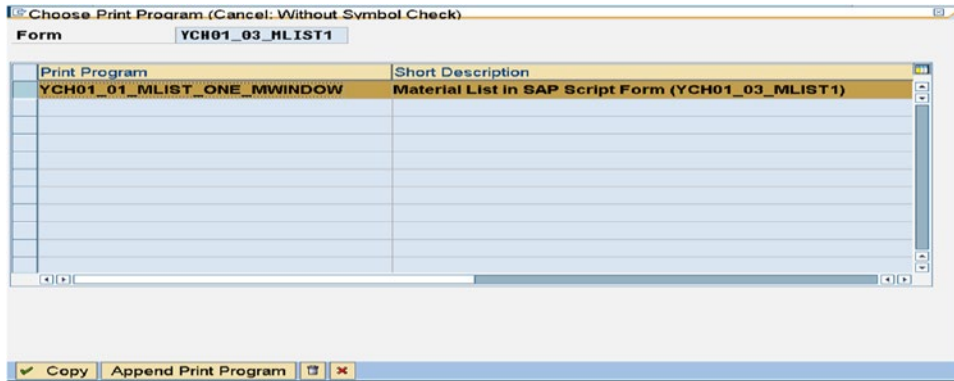 Choose Print Program (Cancel: Without Symbol Check)
Form YCH01_03_MLIST1
Print Program Short Description
YCH01_01_MLIST_ONE_MWINDOW Material List in SAP Script Form (YCH01_03_MLIST1)
Copy Append Print Program